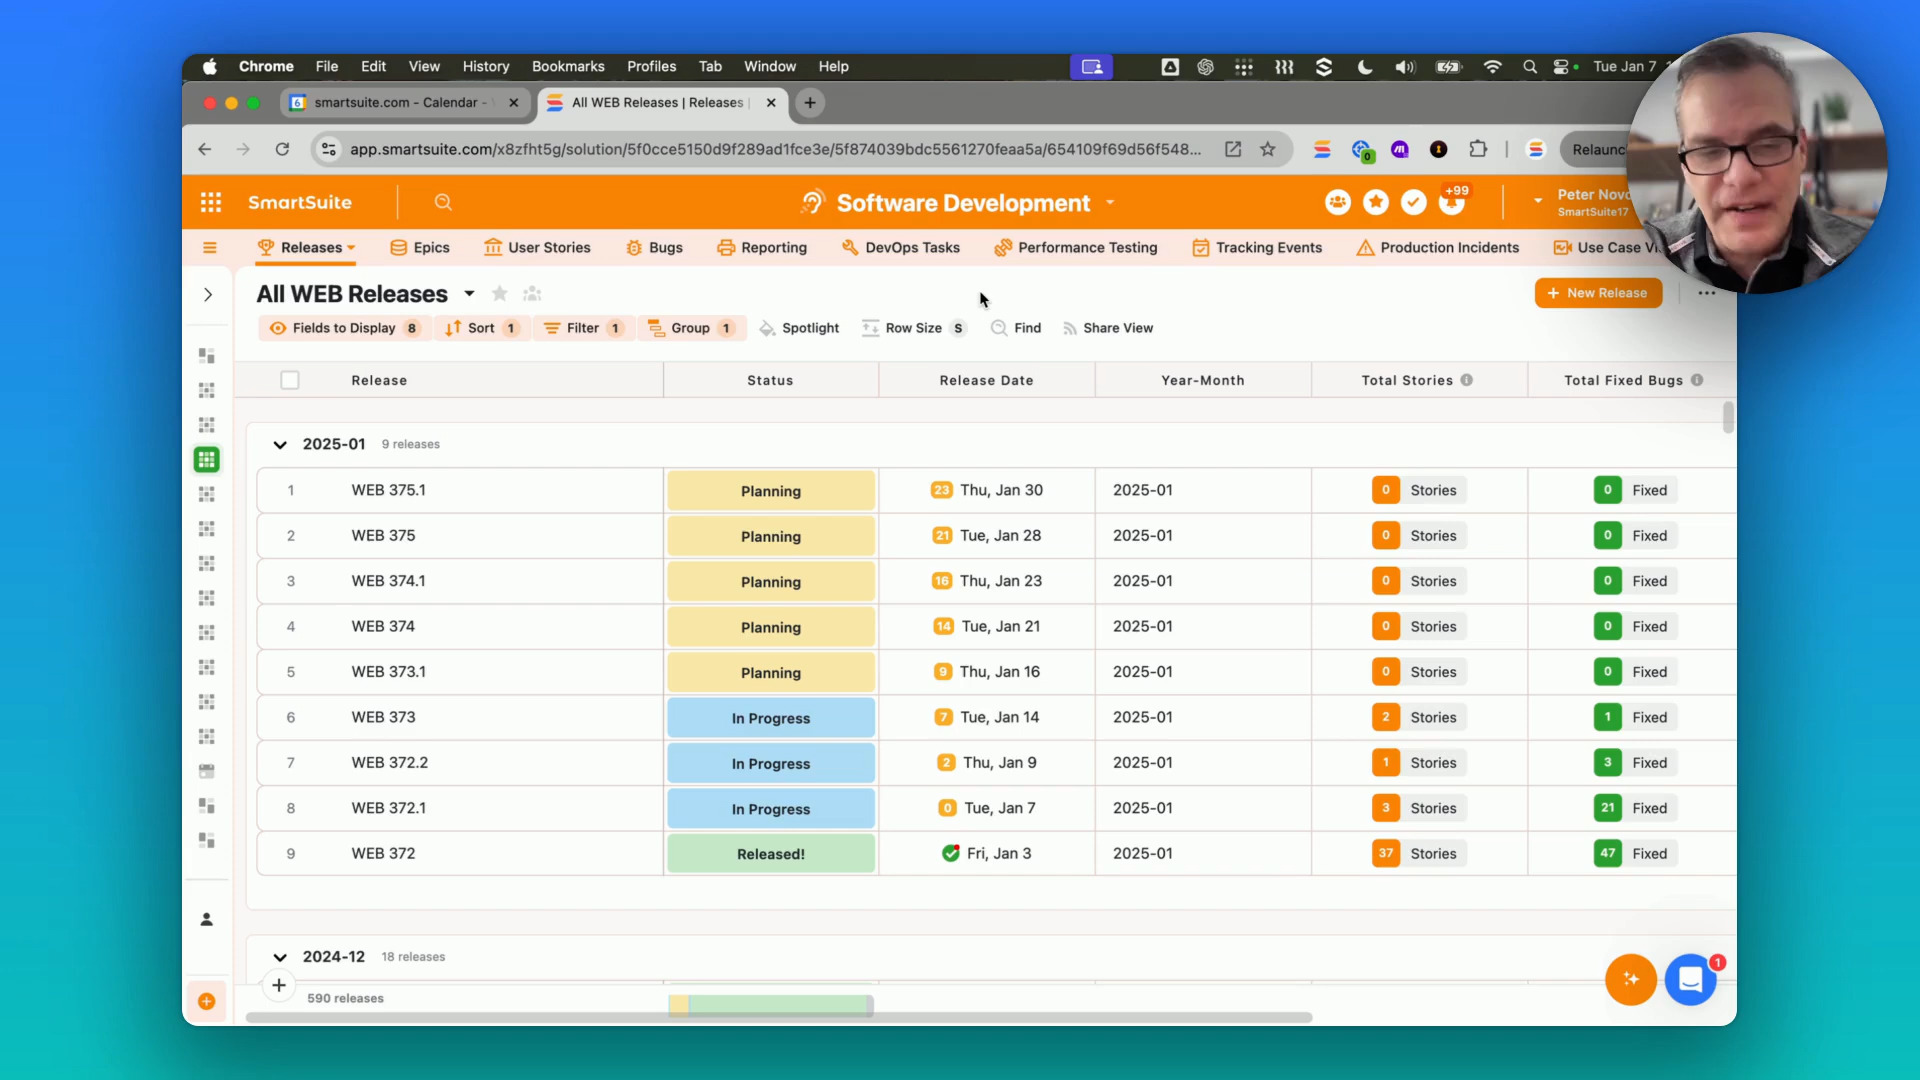 Chrome File Edit View History Bookmarks Profiles Tab Window Help Tue Jan 7
6 smartsuite.com - Calendar - All WEB Releases | Releases
app.smartsuite.com/x8zfht5g/solution/5f0cce5150d9f289ad1fce3e/5f874039bdc5561270feaa5a/654109f69d56f548... 0 Relaunc
SmartSuite Software Development +99 Peter Novo
SmartSuite17
Releases Epics User Stories Bugs Reporting DevOps Tasks Performance Testing Tracking Events Production Incidents Use Case Vi
All WEB Releases + New Release
Fields to Display 8 Sort 1 Filter 1 Group 1 Spotlight Row Size S Find Share View
Release Status Release Date Year-Month Total Stories Total Fixed Bugs
2025-01 9 releases
1 WEB 375.1 Planning 23 Thu, Jan 30 2025-01 0 Stories 0 Fixed
2 WEB 375 Planning 21 Tue, Jan 28 2025-01 0 Stories 0 Fixed
3 WEB 374.1 Planning 16 Thu, Jan 23 2025-01 0 Stories 0 Fixed
4 WEB 374 Planning 14 Tue, Jan 21 2025-01 0 Stories 0 Fixed
5 WEB 373.1 Planning 9 Thu, Jan 16 2025-01 0 Stories 0 Fixed
6 WEB 373 In Progress 7 Tue, Jan 14 2025-01 2 Stories 1 Fixed
7 WEB 372.2 In Progress 2 Thu, Jan 9 2025-01 1 Stories 3 Fixed
8 WEB 372.1 In Progress 0 Tue, Jan 7 2025-01 3 Stories 21 Fixed
9 WEB 372 Released! Fri, Jan 3 2025-01 37 Stories 47 Fixed
2024-12 18 releases
590 releases
1